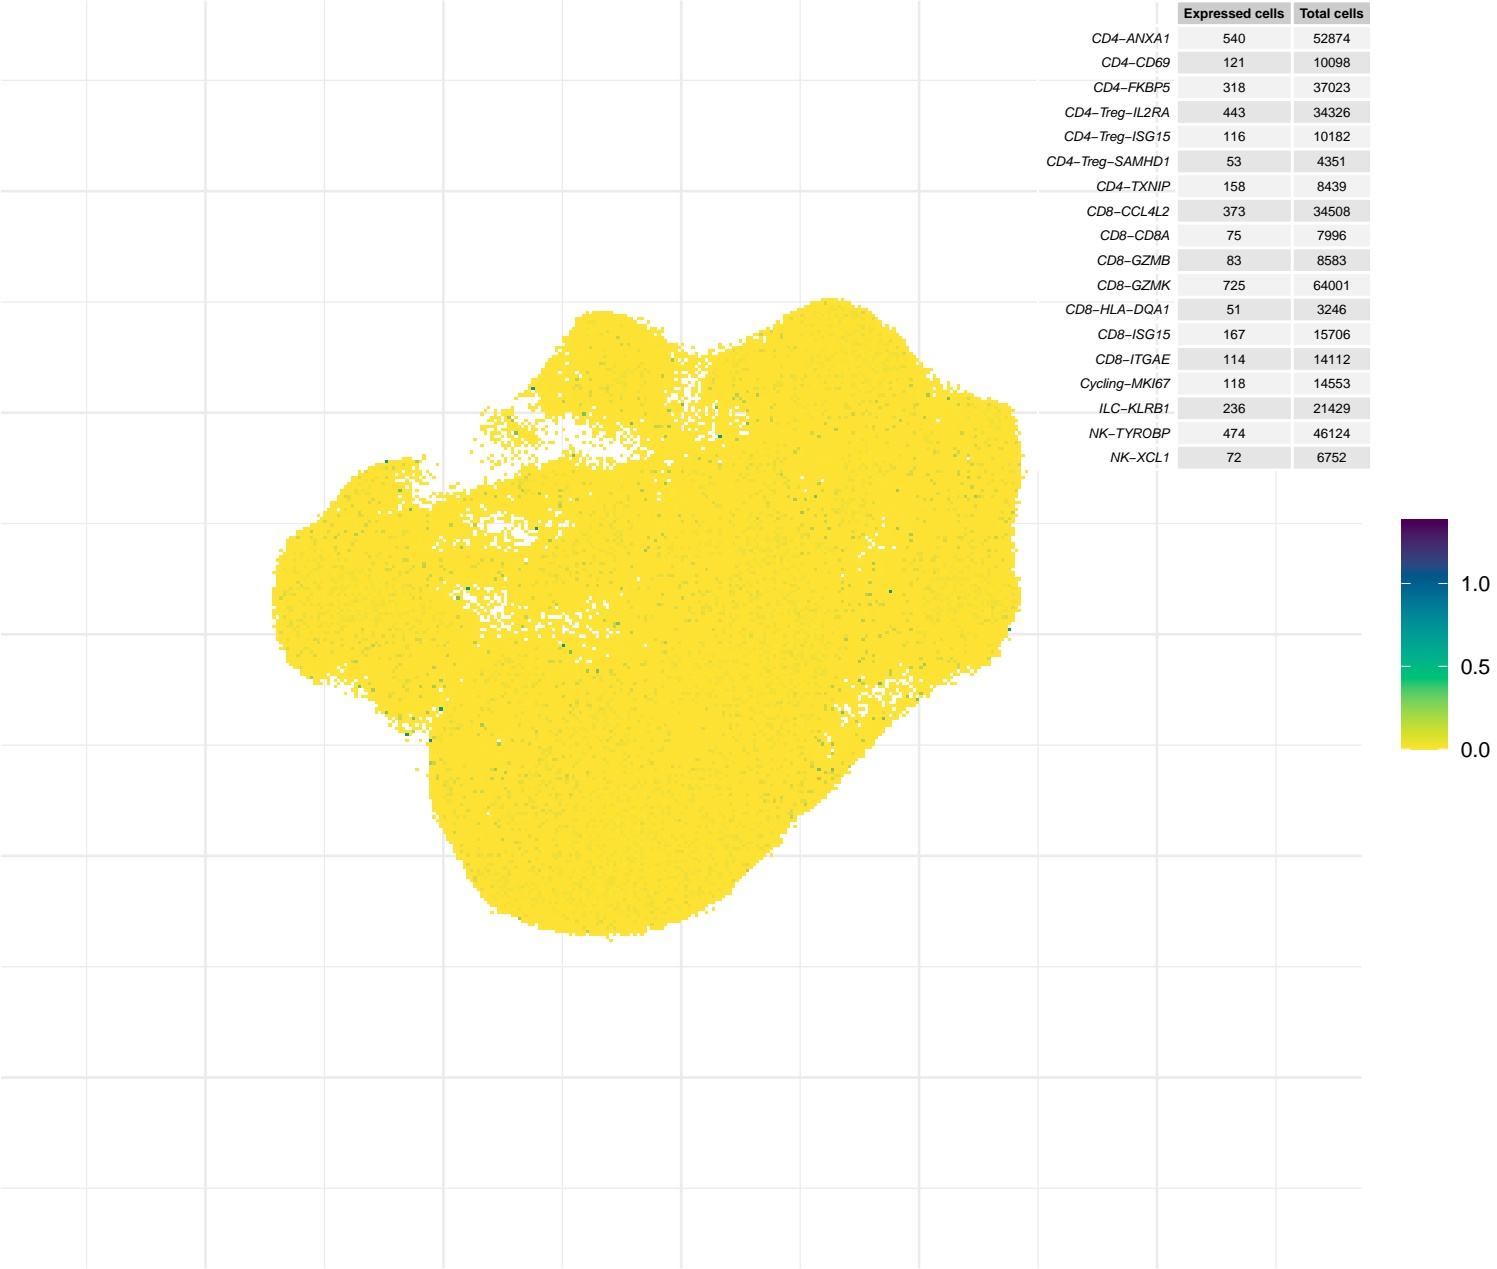 Expressed cells Total cells
CD4−ANXA1 540 52874
CD4−CD69 121 10098
CD4−FKBP5 318 37023
CD4−Treg−IL2RA 443 34326
CD4−Treg−ISG15 116 10182
CD4−Treg−SAMHD1 53 4351
CD4−TXNIP 158 8439
CD8−CCL4L2 373 34508
CD8−CD8A 75 7996
CD8−GZMB 83 8583
CD8−GZMK 725 64001
CD8−HLA−DQA1 51 3246
CD8−ISG15 167 15706
CD8−ITGAE 114 14112
Cycling−MKI67 118 14553
ILC−KLRB1 236 21429
NK−TYROBP 474 46124
NK−XCL1 72 6752
1.0
0.5
0.0